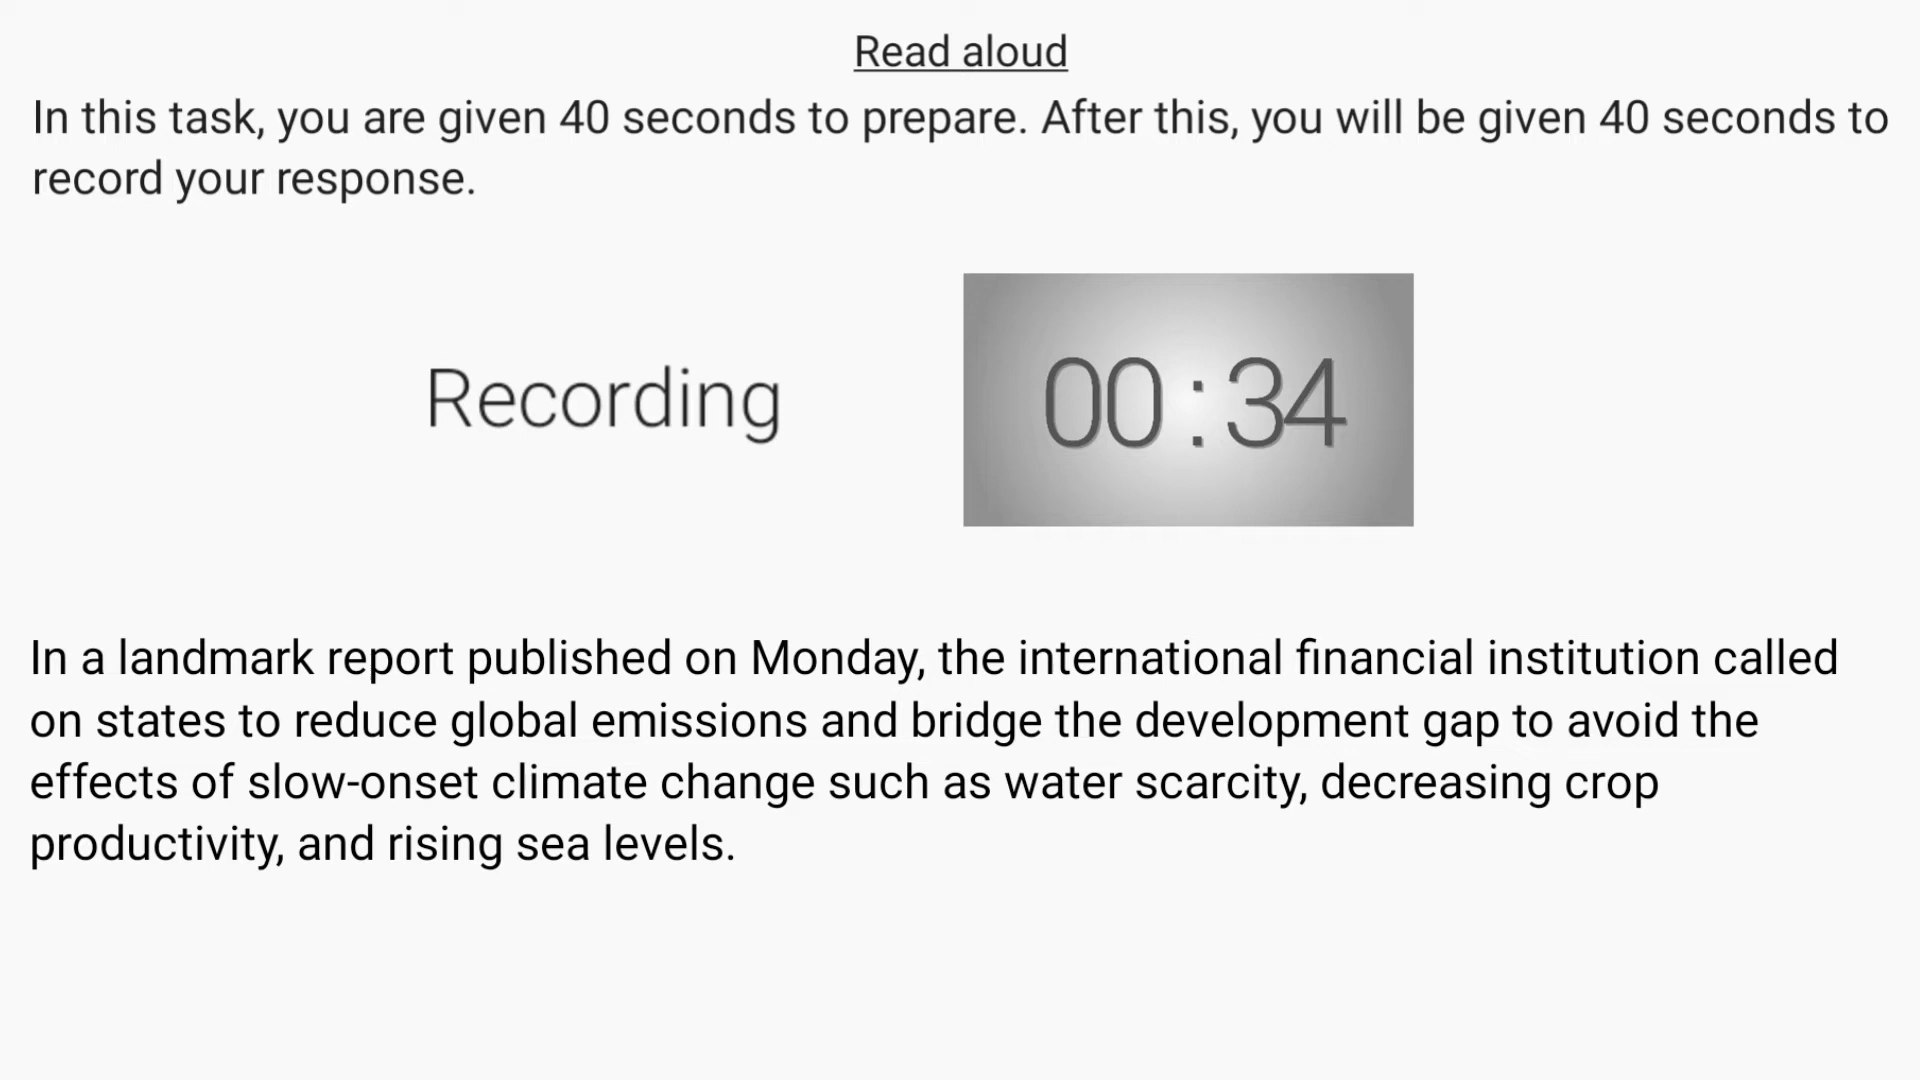 Read aloud
In this task, you are given 40 seconds to prepare. After this, you will be given 40 seconds to
record your response.
Recording
00:34
In a landmark report published on Monday, the international financial institution called
on states to reduce global emissions and bridge the development gap to avoid the
effects of slow-onset climate change such as water scarcity, decreasing crop
productivity, and rising sea levels.